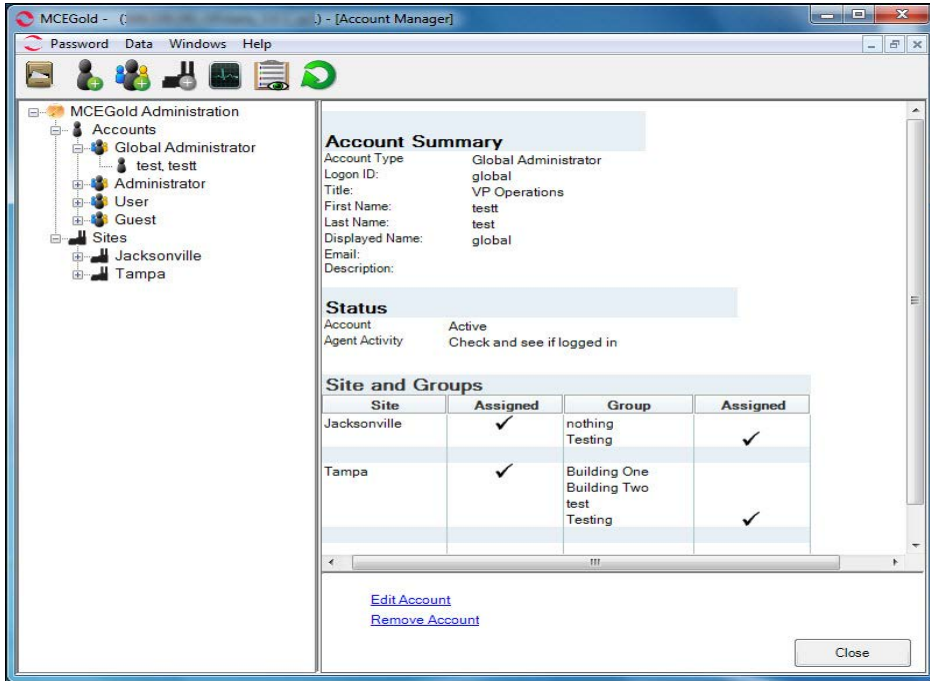 MCEGold - (                    .) - [Account Manager]
Password Data Windows Help
MCEGold Administration
Accounts
Global Administrator
test, testt
Administrator
User
Guest
Sites
Jacksonville
Tampa
Account Summary
Account Type Global Administrator
Logon ID: global
Title: VP Operations
First Name: testt
Last Name: test
Displayed Name: global
Email:
Description:
Status
Account Active
Agent Activity Check and see if logged in
Site and Groups
Site Assigned Group Assigned
Jacksonville ✓ nothing
Testing ✓
Tampa ✓ Building One
Building Two
test
Testing ✓
Edit Account
Remove Account
Close